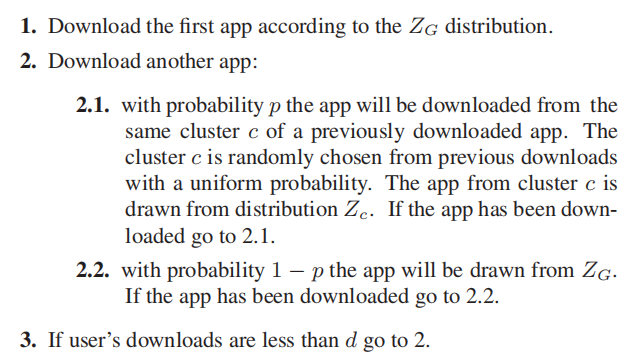 1. Download the first app according to the Z_G distribution.
2. Download another app:
2.1. with probability p the app will be downloaded from the
same cluster c of a previously downloaded app. The
cluster c is randomly chosen from previous downloads
with a uniform probability. The app from cluster c is
drawn from distribution Z_c. If the app has been down-
loaded go to 2.1.
2.2. with probability 1 − p the app will be drawn from Z_G.
If the app has been downloaded go to 2.2.
3. If user's downloads are less than d go to 2.